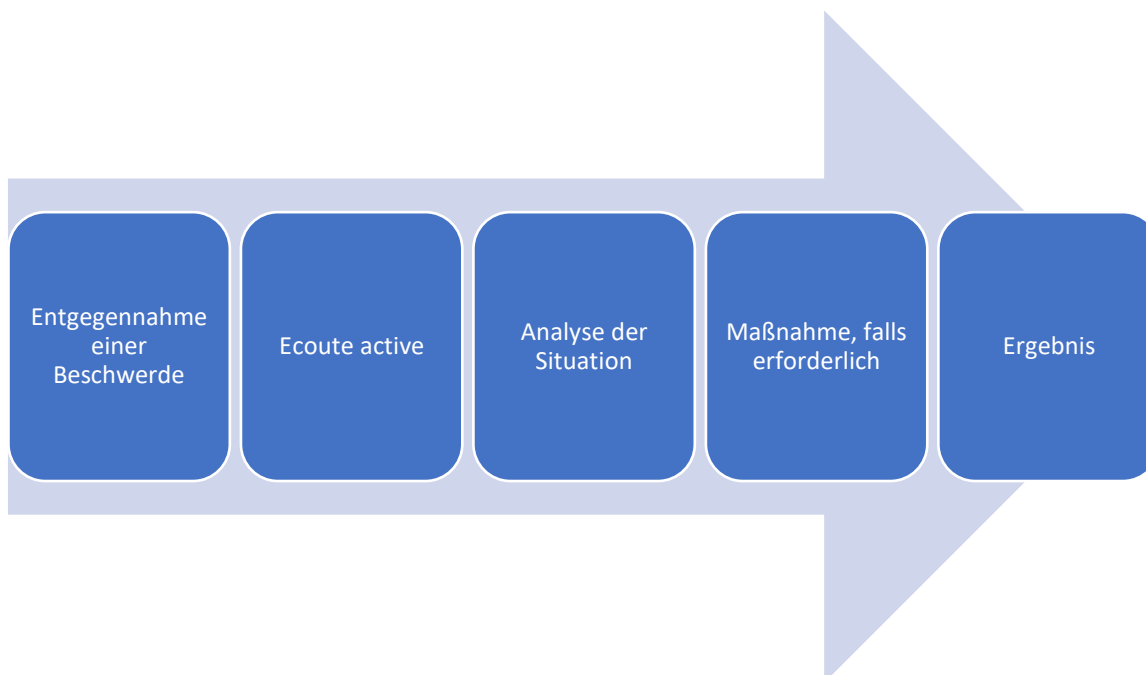 Entgegennahme
einer
Beschwerde
Ecoute active
Analyse der
Situation
Maßnahme, falls
erforderlich
Ergebnis